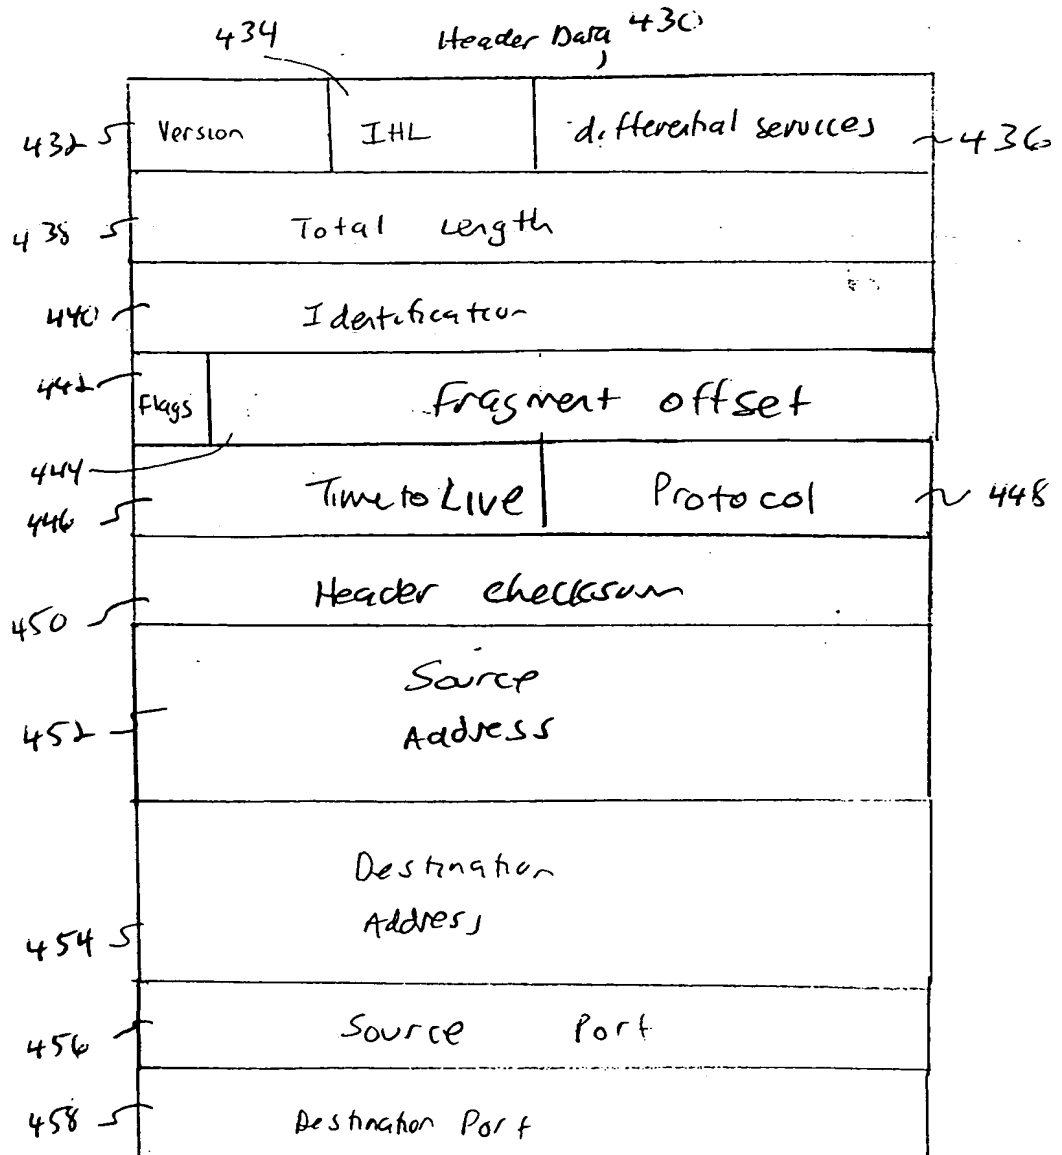 434 Header Data 430
432 Version IHL differential services 436
438 Total Length
440 Identification
442 Flags Fragment offset
444
446 Time to Live Protocol 448
450 Header checksum
Source
452 Address
Destination
454 Address
456 Source Port
458 Destination Port